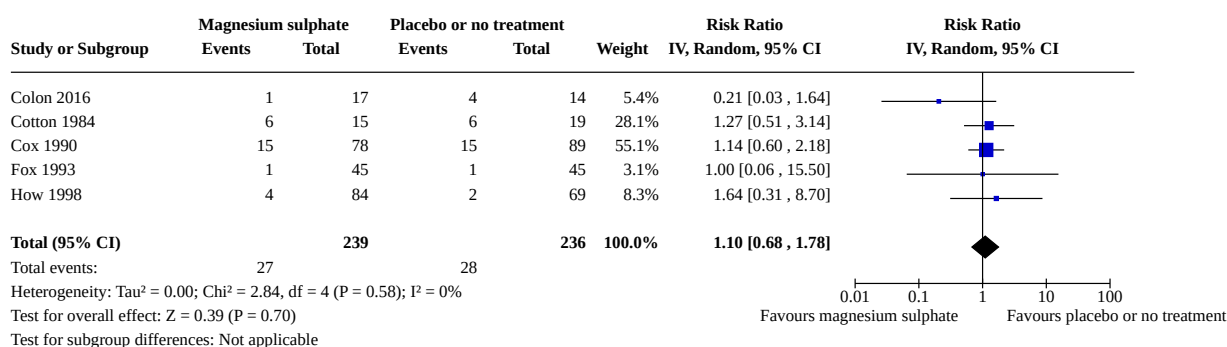 Magnesium sulphate Placebo or no treatment Risk Ratio Risk Ratio
Study or Subgroup Events Total Events Total Weight IV, Random, 95% CI IV, Random, 95% CI
Colon 2016 1 17 4 14 5.4% 0.21 [0.03 , 1.64]
Cotton 1984 6 15 6 19 28.1% 1.27 [0.51 , 3.14]
Cox 1990 15 78 15 89 55.1% 1.14 [0.60 , 2.18]
Fox 1993 1 45 1 45 3.1% 1.00 [0.06 , 15.50]
How 1998 4 84 2 69 8.3% 1.64 [0.31 , 8.70]
Total (95% CI) 239 236 100.0% 1.10 [0.68 , 1.78]
Total events: 27 28
Heterogeneity: Tau² = 0.00; Chi² = 2.84, df = 4 (P = 0.58); I² = 0%
Test for overall effect: Z = 0.39 (P = 0.70)
Test for subgroup differences: Not applicable
0.01 0.1 1 10 100
Favours magnesium sulphate Favours placebo or no treatment